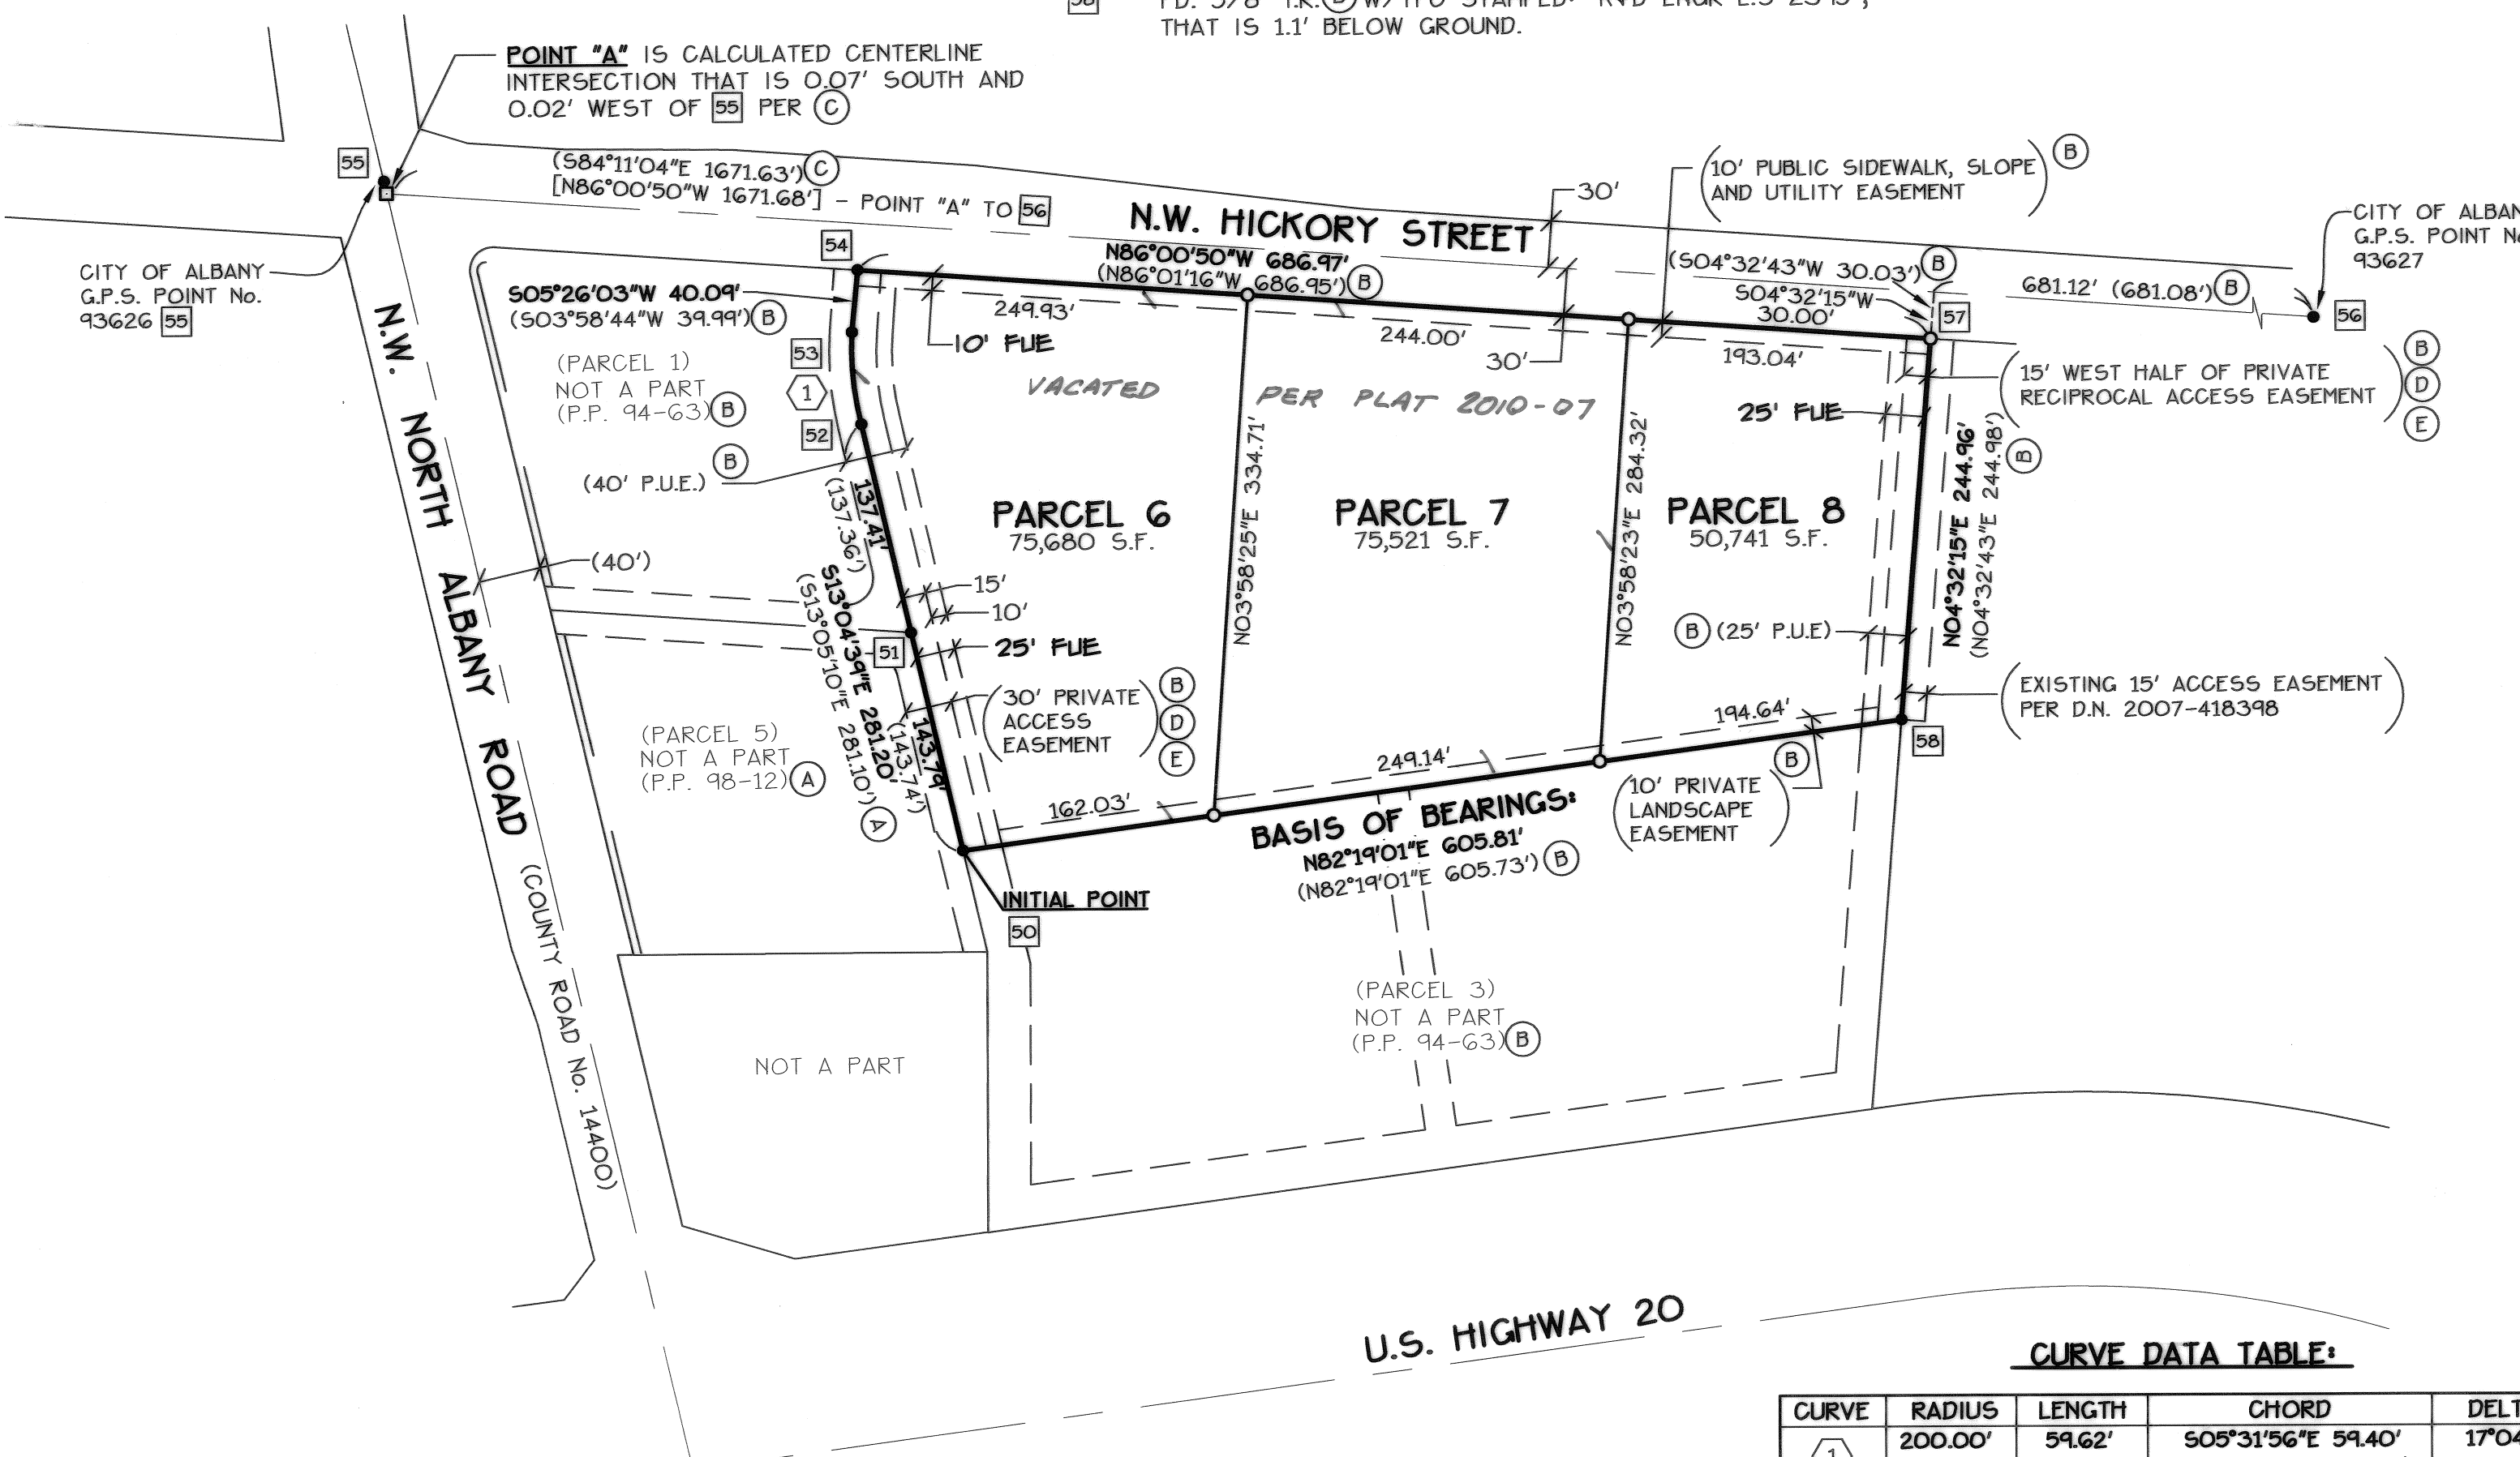 58
THAT IS 1.1' BELOW GROUND.
POINT "A" IS CALCULATED CENTERLINE
INTERSECTION THAT IS 0.07' SOUTH AND
0.02' WEST OF 55 PER C
55
(S84°11'04"E 1671.63') C
[N86°00'50"W 1671.68'] - POINT "A" TO 56
N.W. HICKORY STREET
30'
(10' PUBLIC SIDEWALK, SLOPE
AND UTILITY EASEMENT) B
CITY OF ALBAN
G.P.S. POINT No
93627
56
CITY OF ALBANY
G.P.S. POINT No.
93626 55
54
N86°00'50"W 686.97'
(N86°01'16"W 686.95') B
(S04°32'43"W 30.03') B
S04°32'15"W
30.00'
57
681.12' (681.08') B
S05°26'03"W 40.09'
(S03°58'44"W 39.99') B
249.93'
244.00'
193.04'
30'
10' FUE
53
1
52
(PARCEL 1)
NOT A PART
(P.P. 94-63) B
VACATED PER PLAT 2010-07
25' FUE
(15' WEST HALF OF PRIVATE
RECIPROCAL ACCESS EASEMENT)
B
D
E
(40' P.U.E.) B
137.41'
(137.36')
PARCEL 6
75,680 S.F.
N03°58'25"E 334.71'
PARCEL 7
75,521 S.F.
N03°58'23"E 284.32'
PARCEL 8
50,741 S.F.
N04°32'15"E 244.96'
(N04°32'43"E 244.98') B
(40')
15'
10'
25' FUE
51
S13°04'39"E 281.20'
(S13°05'10"E 281.10') A
B (25' P.U.E)
(30' PRIVATE
ACCESS
EASEMENT)
B
D
E
(EXISTING 15' ACCESS EASEMENT
PER D.N. 2007-418398)
58
(PARCEL 5)
NOT A PART
(P.P. 98-12) A
143.79'
(143.74')
162.03'
249.14'
194.64'
(10' PRIVATE
LANDSCAPE
EASEMENT) B
BASIS OF BEARINGS:
N82°19'01"E 605.81'
(N82°19'01"E 605.73') B
INITIAL POINT
50
N.W. NORTH ALBANY ROAD
(COUNTY ROAD No. 14400)
(PARCEL 3)
NOT A PART
(P.P. 94-63) B
NOT A PART
U.S. HIGHWAY 20
CURVE DATA TABLE:
CURVE RADIUS LENGTH CHORD DELT
1 200.00' 59.62' S05°31'56"E 59.40' 17°04